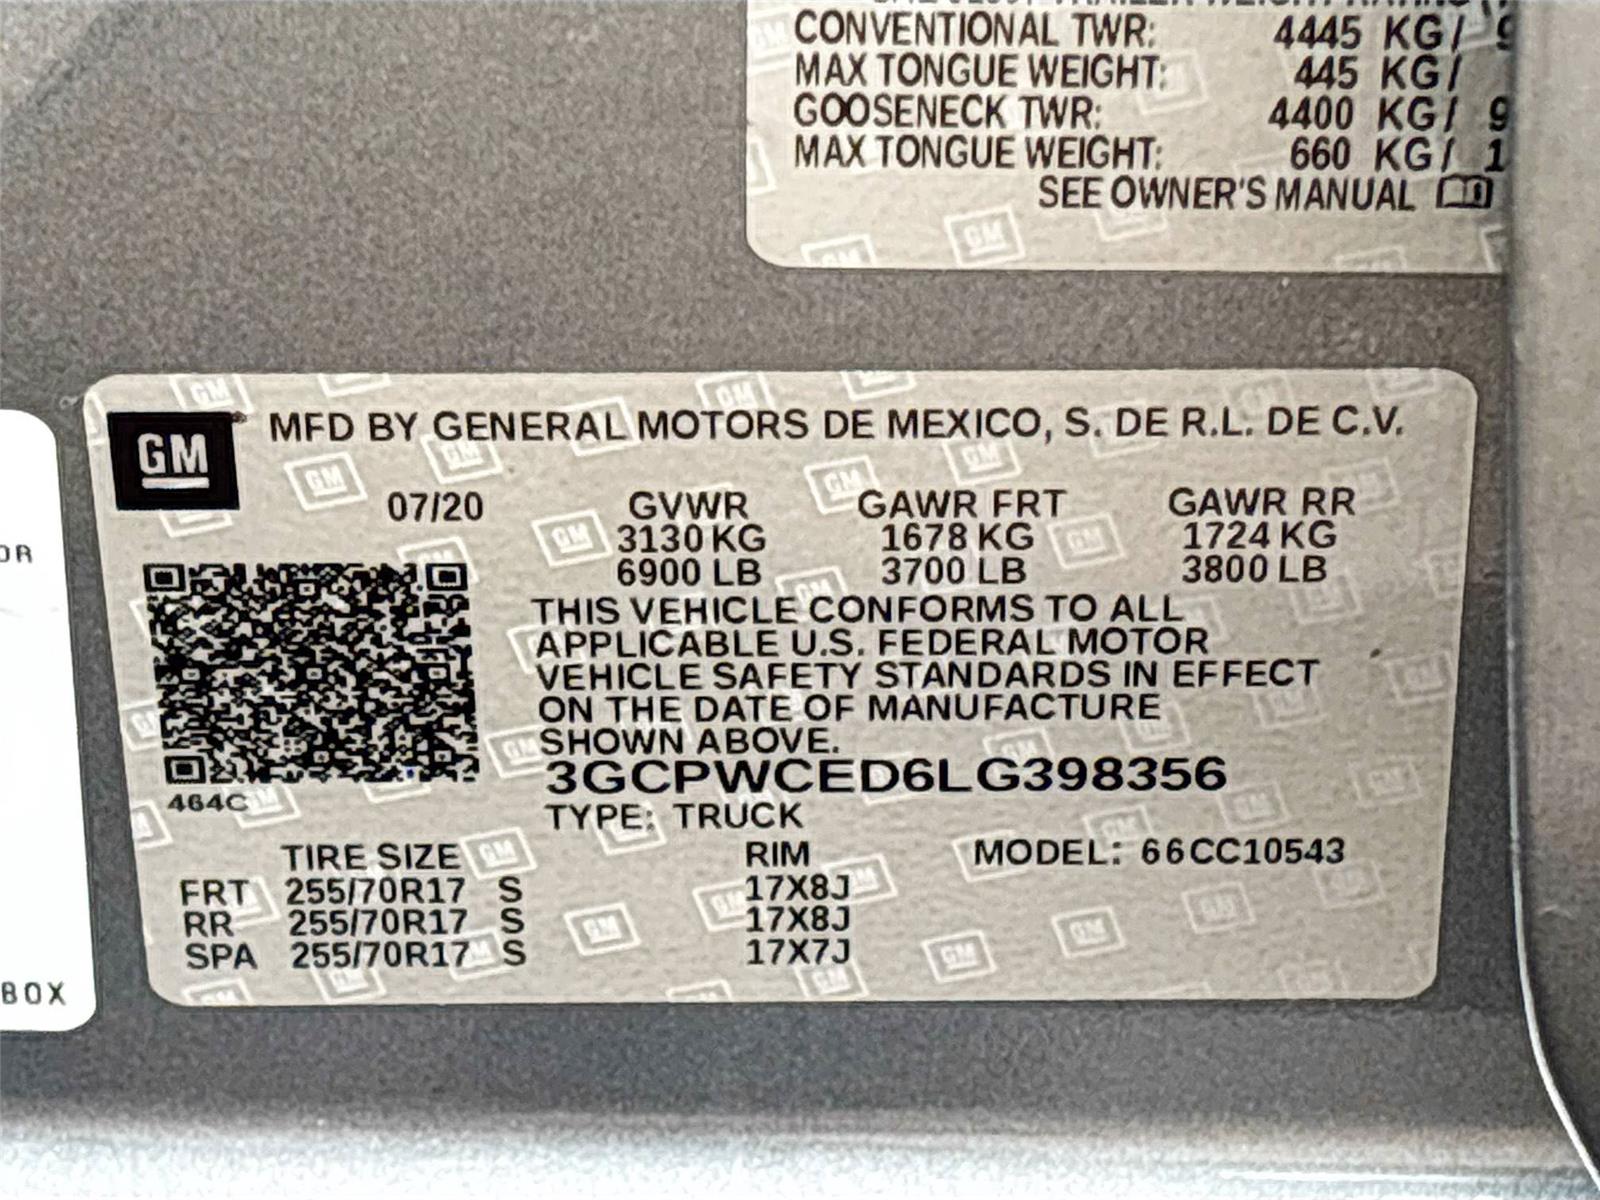 CONVENTIONAL TWR: 4445 KG/ 9
MAX TONGUE WEIGHT: 445 KG/
GOOSENECK TWR: 4400 KG/ 9
MAX TONGUE WEIGHT: 660 KG/ 1
SEE OWNER'S MANUAL
GM
MFD BY GENERAL MOTORS DE MEXICO, S. DE R.L. DE C.V.
07/20 GVWR GAWR FRT GAWR RR
3130 KG 1678 KG 1724 KG
6900 LB 3700 LB 3800 LB
THIS VEHICLE CONFORMS TO ALL
APPLICABLE U.S. FEDERAL MOTOR
VEHICLE SAFETY STANDARDS IN EFFECT
ON THE DATE OF MANUFACTURE
SHOWN ABOVE.
3GCPWCED6LG398356
464C
TYPE: TRUCK
TIRE SIZE RIM MODEL: 66CC10543
FRT 255/70R17 S 17X8J
RR 255/70R17 S 17X8J
SPA 255/70R17 S 17X7J
OR
BOX